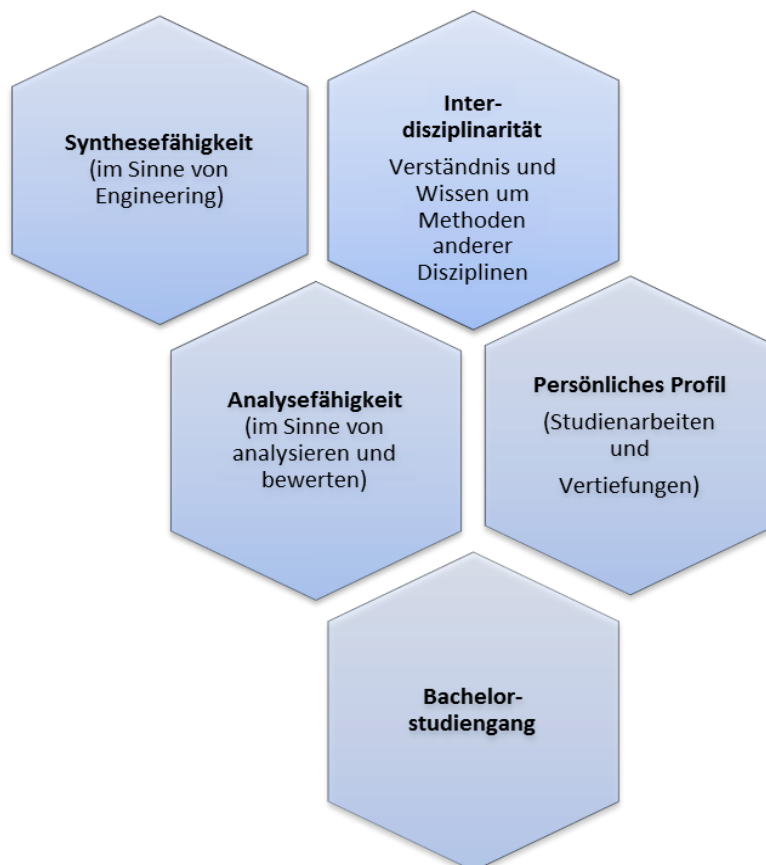 Synthesefähigkeit
(im Sinne von
Engineering)
Inter-
disziplinarität
Verständnis und
Wissen um
Methoden
anderer
Disziplinen
Analysefähigkeit
(im Sinne von
analysieren und
bewerten)
Persönliches Profil
(Studienarbeiten
und
Vertiefungen)
Bachelor-
studiengang